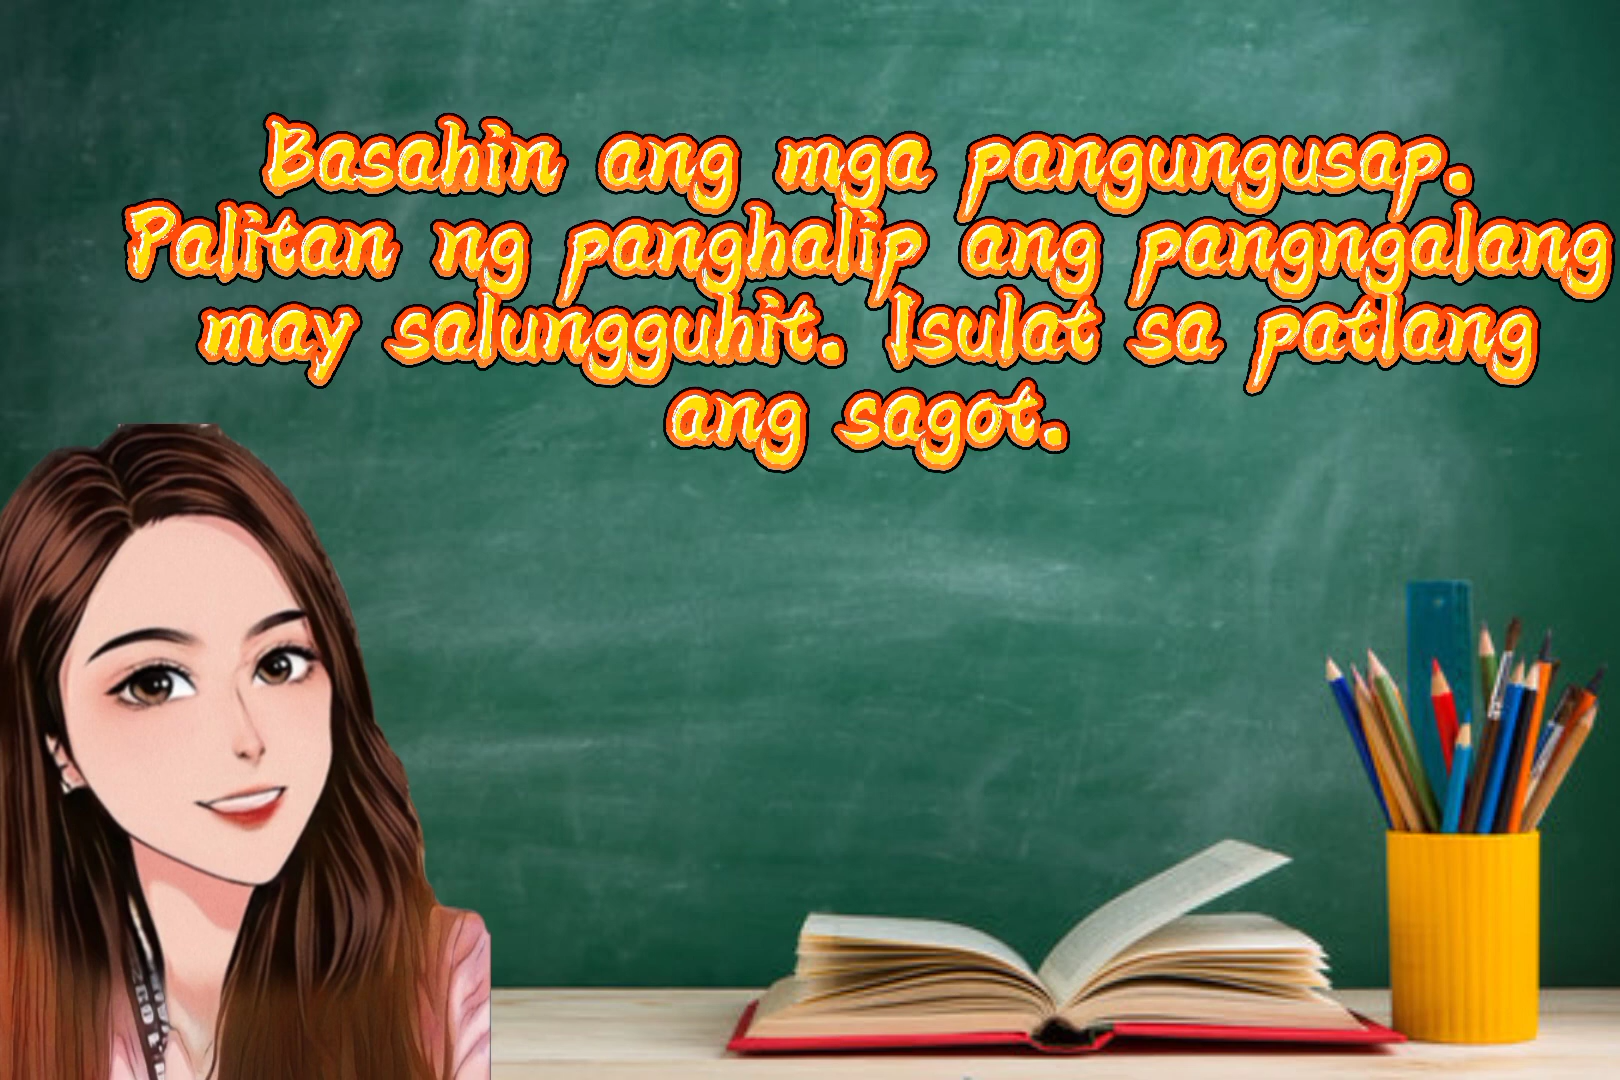 Basahin ang mga pangungusap.
Palitan ng panghalip ang pangngalang
may salungguhit. Isulat sa patlang
ang sagot.